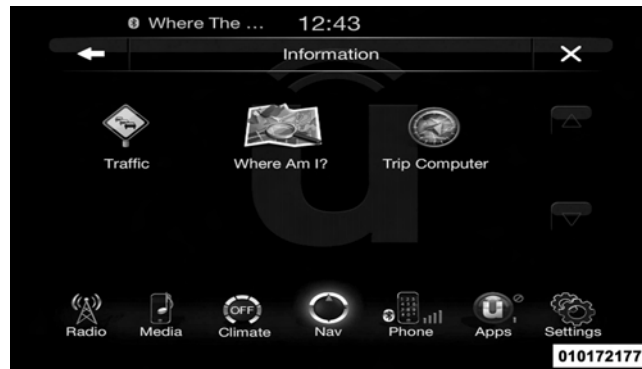 Where The ... 12:43
Information
Traffic Where Am I? Trip Computer
OFF
Radio Media Climate Nav Phone Apps Settings
010172177